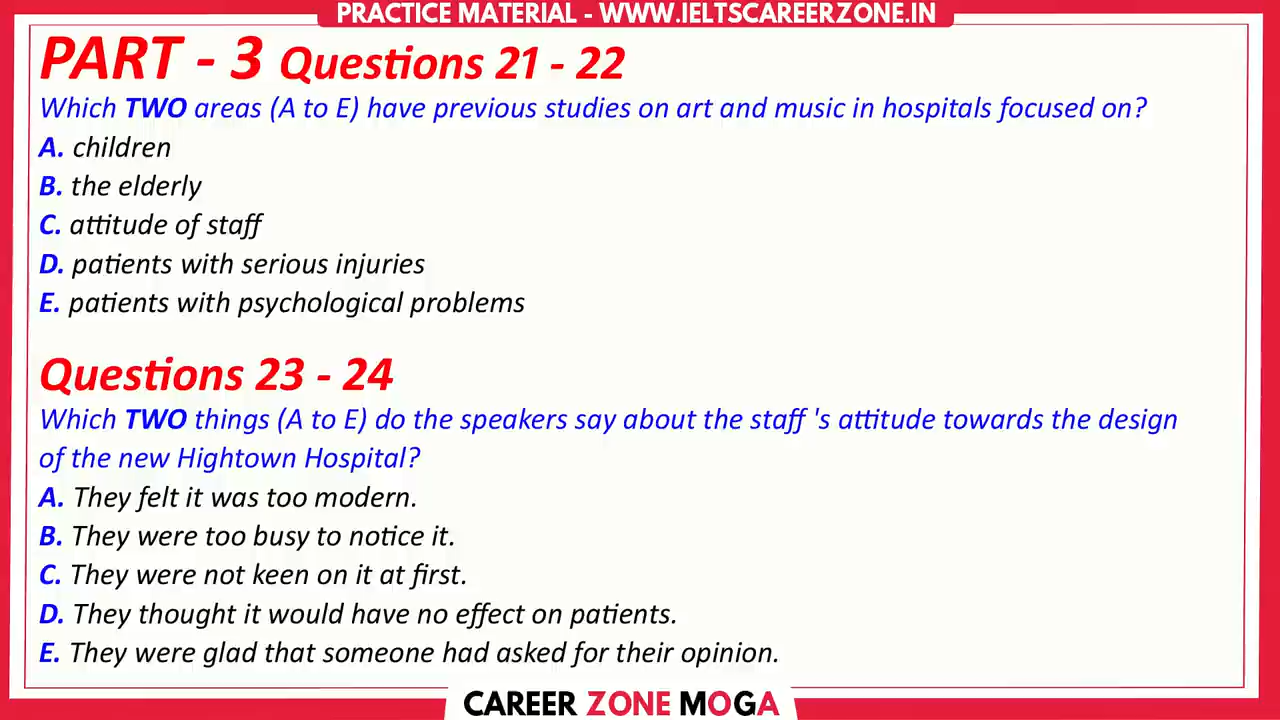 PRACTICE MATERIAL - WWW.IELTSCAREERZONE.IN
PART - 3 Questions 21 - 22
Which TWO areas (A to E) have previous studies on art and music in hospitals focused on?
A. children
B. the elderly
C. attitude of staff
D. patients with serious injuries
E. patients with psychological problems
Questions 23 - 24
Which TWO things (A to E) do the speakers say about the staff 's attitude towards the design
of the new Hightown Hospital?
A. They felt it was too modern.
B. They were too busy to notice it.
C. They were not keen on it at first.
D. They thought it would have no effect on patients.
E. They were glad that someone had asked for their opinion.
CAREER ZONE MOGA